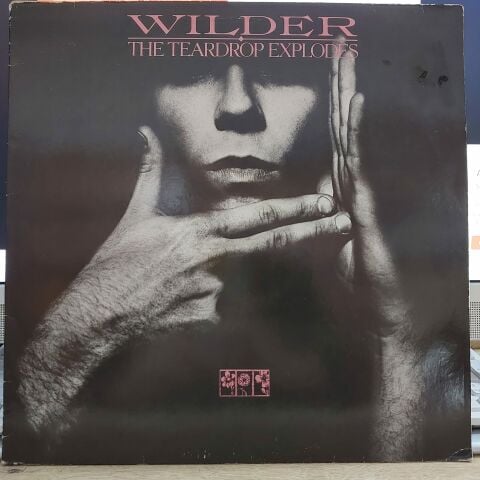 WILDER
THE TEARDROP EXPLODES